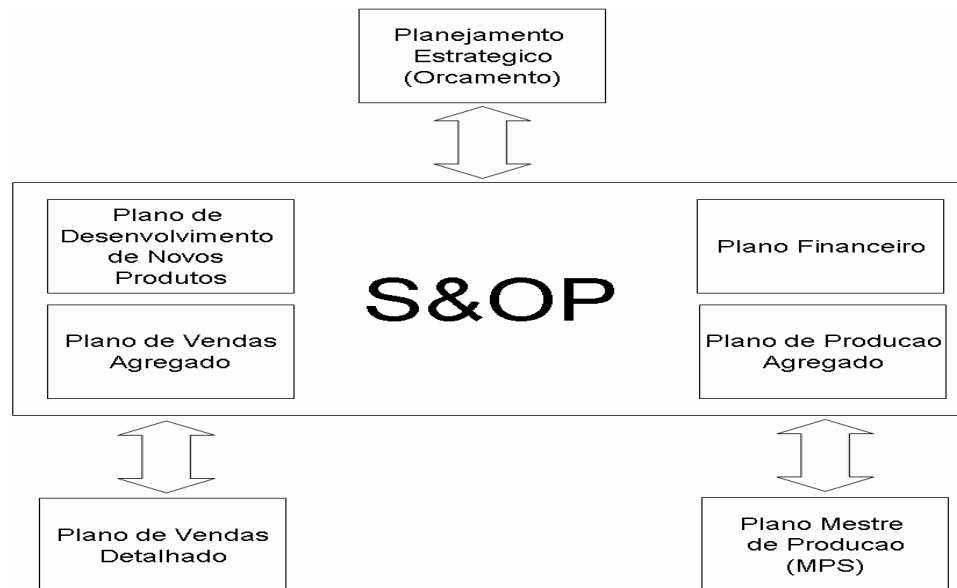 Planejamento
Estrategico
(Orcamento)
Plano de
Desenvolvimento
de Novos
Produtos
Plano de Vendas
Agregado
S&OP
Plano Financeiro
Plano de Producao
Agregado
Plano de Vendas
Detalhado
Plano Mestre
de Producao
(MPS)